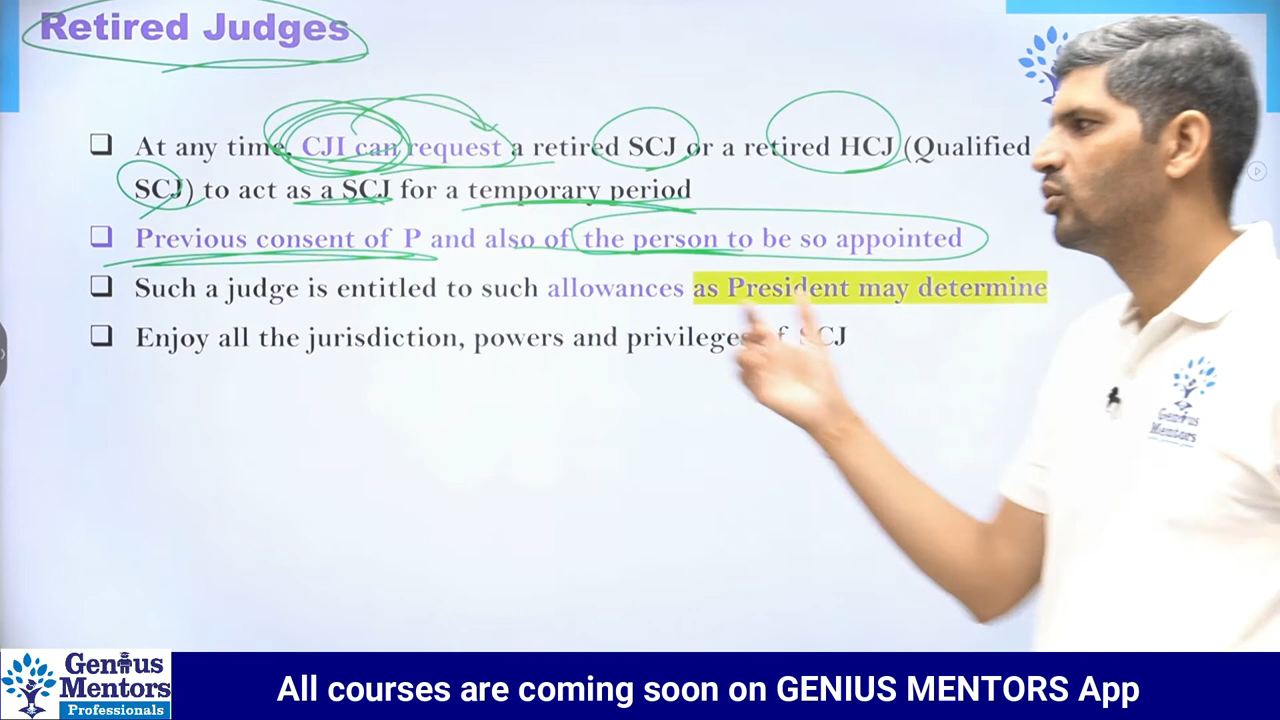 Retired Judges
At any time, CJI can request a retired SCJ or a retired HCJ (Qualified
SCJ) to act as a SCJ for a temporary period
Previous consent of P and also of the person to be so appointed
Such a judge is entitled to such allowances as President may determine
Enjoy all the jurisdiction, powers and privileges of SCJ
Genius
Mentors
Genius
Mentors
Professionals
All courses are coming soon on GENIUS MENTORS App